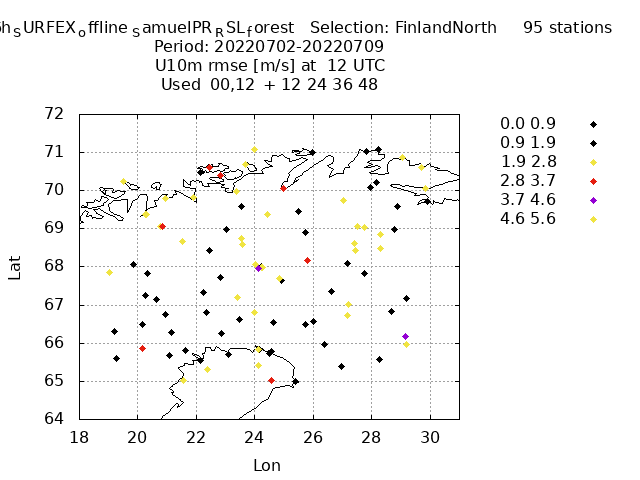 6h_SURFEX_offline_SamuelPR_RSL_forest Selection: FinlandNorth 95 stations
Period: 20220702-20220709
U10m rmse [m/s] at 12 UTC
Used 00,12 + 12 24 36 48
72
71
70
69
68
67
66
65
64
Lat
18 20 22 24 26 28 30
Lon
0.0 0.9
0.9 1.9
1.9 2.8
2.8 3.7
3.7 4.6
4.6 5.6